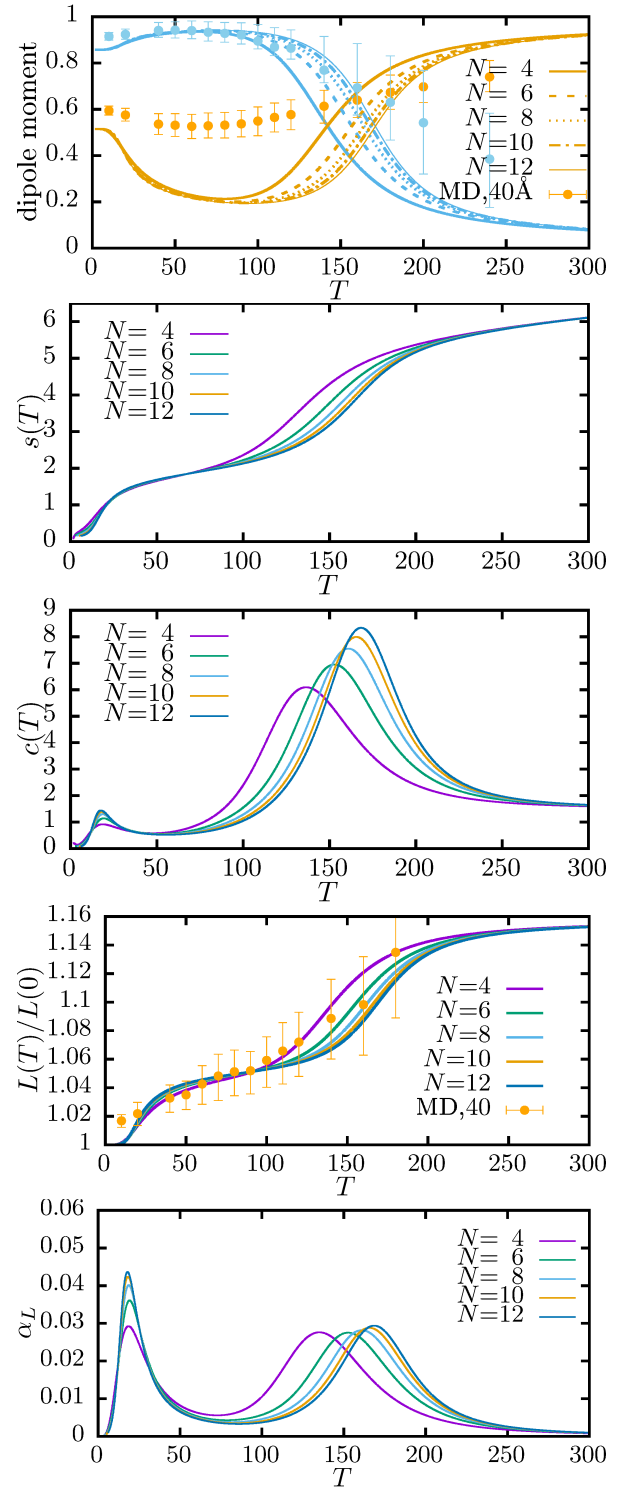 1
0.8
0.6
0.4
0.2
0
dipole moment
N= 4
N= 6
N= 8
N=10
N=12
MD,40Å
0 50 100 150 200 250 300
T
6
5
4
3
2
1
0
s(T)
N= 4
N= 6
N= 8
N=10
N=12
0 50 100 150 200 250 300
T
9
8
7
6
5
4
3
2
1
0
c(T)
N= 4
N= 6
N= 8
N=10
N=12
0 50 100 150 200 250 300
T
1.16
1.14
1.12
1.1
1.08
1.06
1.04
1.02
1
L(T)/L(0)
N=4
N=6
N=8
N=10
N=12
MD,40
0 50 100 150 200 250 300
T
0.06
0.05
0.04
0.03
0.02
0.01
0
α_L
N= 4
N= 6
N= 8
N=10
N=12
0 50 100 150 200 250 300
T